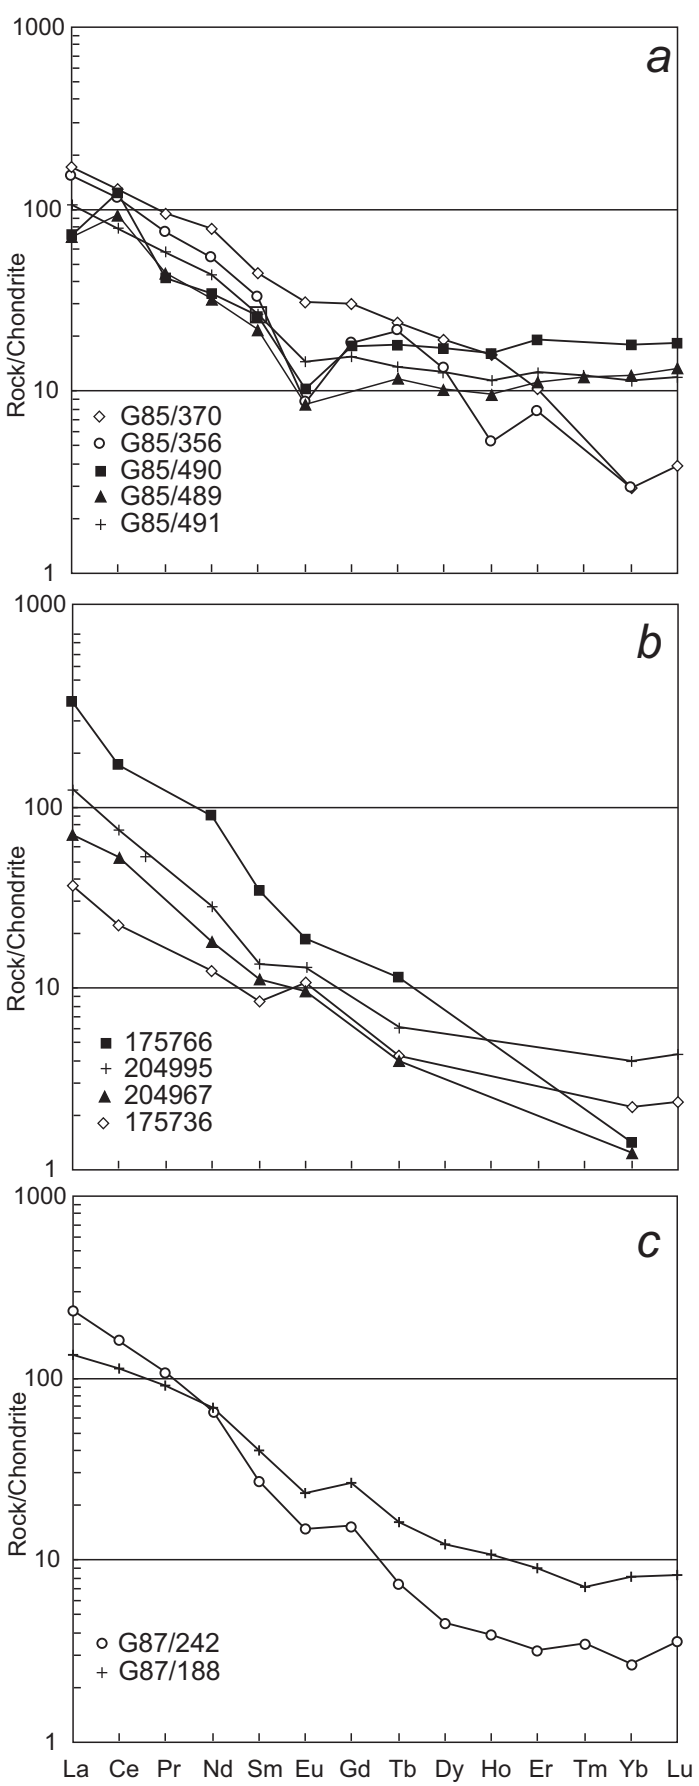 1000
a
100
Rock/Chondrite
10
G85/370
G85/356
G85/490
G85/489
G85/491
1
1000
b
100
Rock/Chondrite
10
175766
204995
204967
175736
1
1000
c
100
Rock/Chondrite
10
G87/242
G87/188
1
La Ce Pr Nd Sm Eu Gd Tb Dy Ho Er Tm Yb Lu